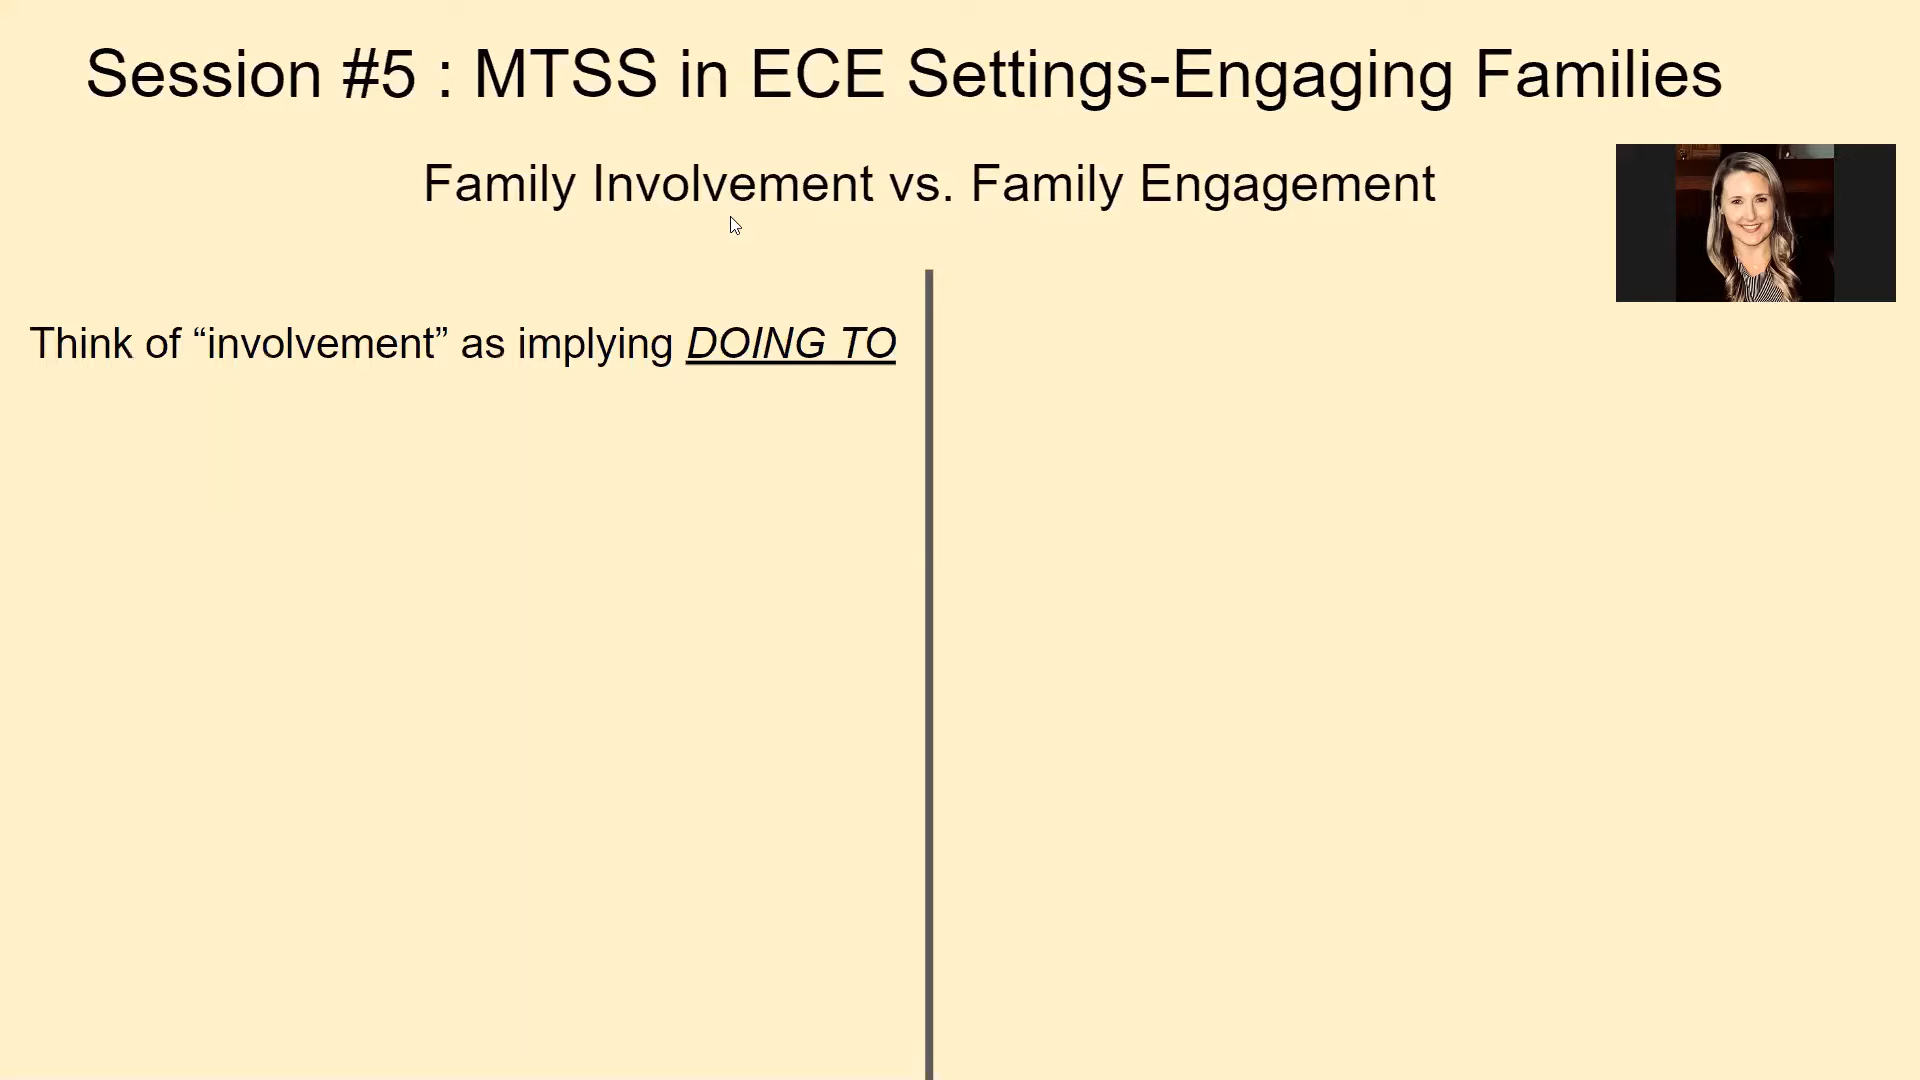 Session #5 : MTSS in ECE Settings-Engaging Families
Family Involvement vs. Family Engagement
Think of “involvement” as implying DOING TO